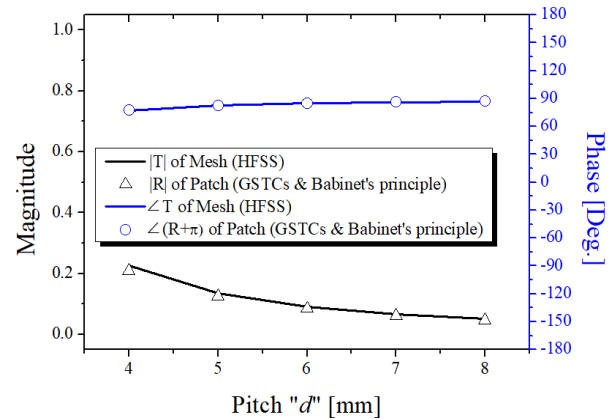 1.0
0.8
0.6
0.4
0.2
0.0
Magnitude
180
150
120
90
60
30
0
-30
-60
-90
-120
-150
-180
Phase [Deg.]
|T| of Mesh (HFSS)
|R| of Patch (GSTCs & Babinet's principle)
∠T of Mesh (HFSS)
∠(R+π) of Patch (GSTCs & Babinet's principle)
4 5 6 7 8
Pitch "d" [mm]